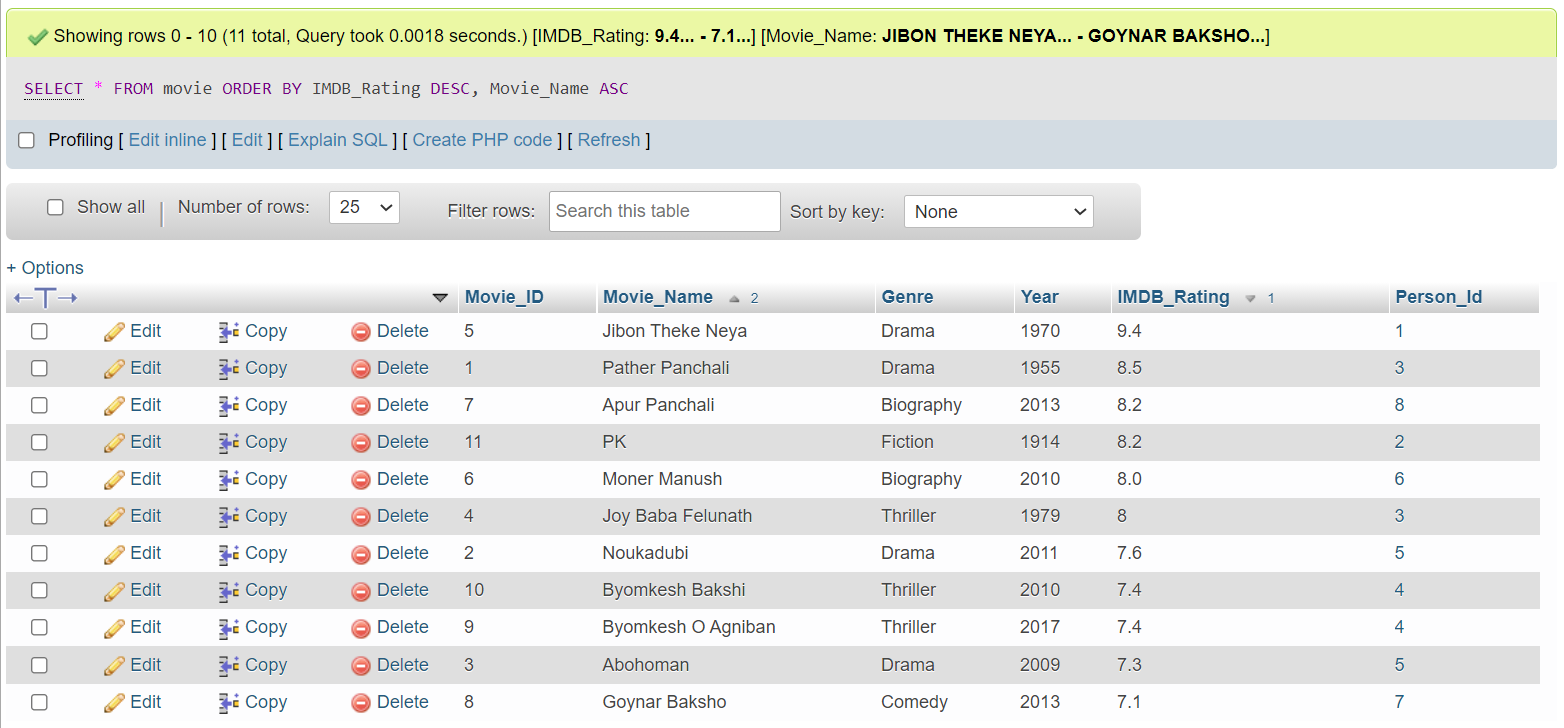 Showing rows 0 - 10 (11 total, Query took 0.0018 seconds.) [IMDB_Rating: 9.4... - 7.1...] [Movie_Name: JIBON THEKE NEYA... - GOYNAR BAKSHO...]
SELECT * FROM movie ORDER BY IMDB_Rating DESC, Movie_Name ASC
Profiling [ Edit inline ] [ Edit ] [ Explain SQL ] [ Create PHP code ] [ Refresh ]
Show all | Number of rows: 25 Filter rows: Search this table Sort by key: None
+ Options
←T→ Movie_ID Movie_Name 2 Genre Year IMDB_Rating 1 Person_Id
Edit Copy Delete 5 Jibon Theke Neya Drama 1970 9.4 1
Edit Copy Delete 1 Pather Panchali Drama 1955 8.5 3
Edit Copy Delete 7 Apur Panchali Biography 2013 8.2 8
Edit Copy Delete 11 PK Fiction 1914 8.2 2
Edit Copy Delete 6 Moner Manush Biography 2010 8.0 6
Edit Copy Delete 4 Joy Baba Felunath Thriller 1979 8 3
Edit Copy Delete 2 Noukadubi Drama 2011 7.6 5
Edit Copy Delete 10 Byomkesh Bakshi Thriller 2010 7.4 4
Edit Copy Delete 9 Byomkesh O Agniban Thriller 2017 7.4 4
Edit Copy Delete 3 Abohoman Drama 2009 7.3 5
Edit Copy Delete 8 Goynar Baksho Comedy 2013 7.1 7